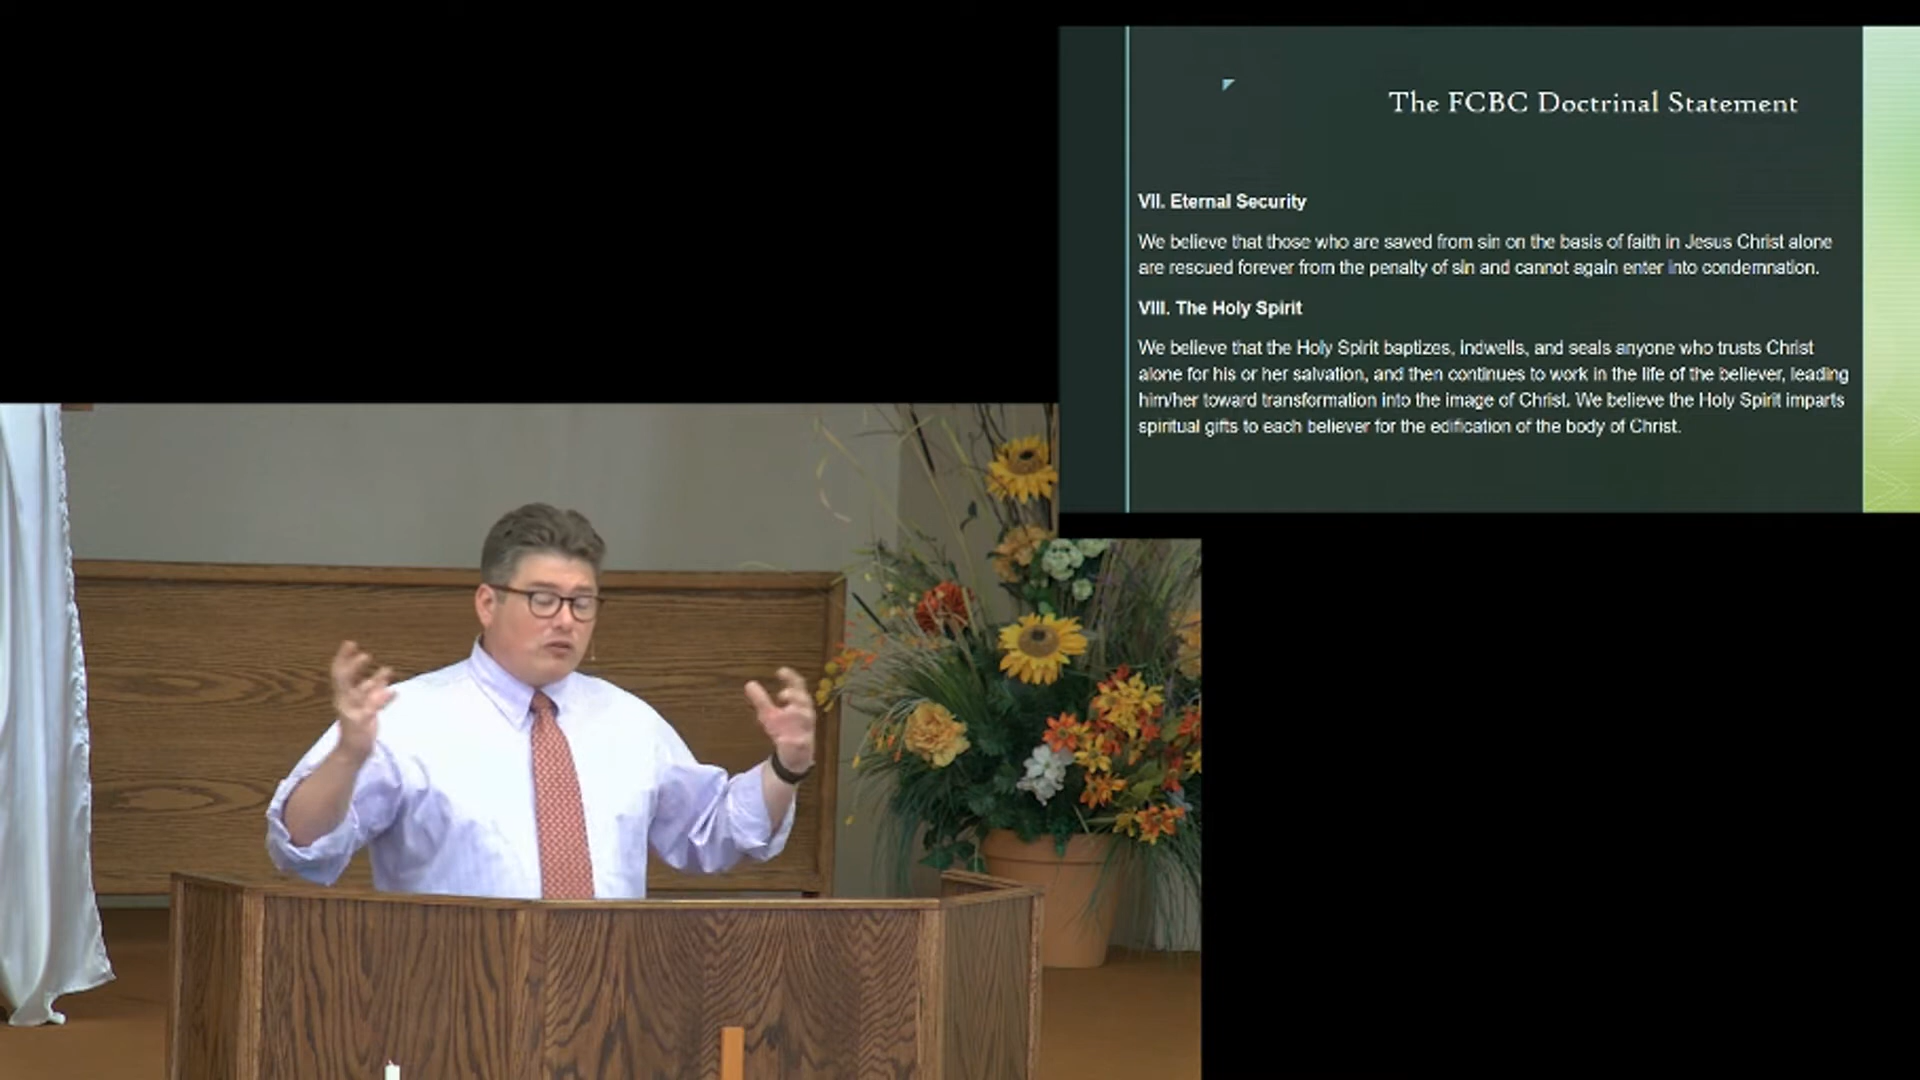 The FCBC Doctrinal Statement
VII. Eternal Security
We believe that those who are saved from sin on the basis of faith in Jesus Christ alone
are rescued forever from the penalty of sin and cannot again enter into condemnation.
VIII. The Holy Spirit
We believe that the Holy Spirit baptizes, indwells, and seals anyone who trusts Christ
alone for his or her salvation, and then continues to work in the life of the believer, leading
him/her toward transformation into the image of Christ. We believe the Holy Spirit imparts
spiritual gifts to each believer for the edification of the body of Christ.